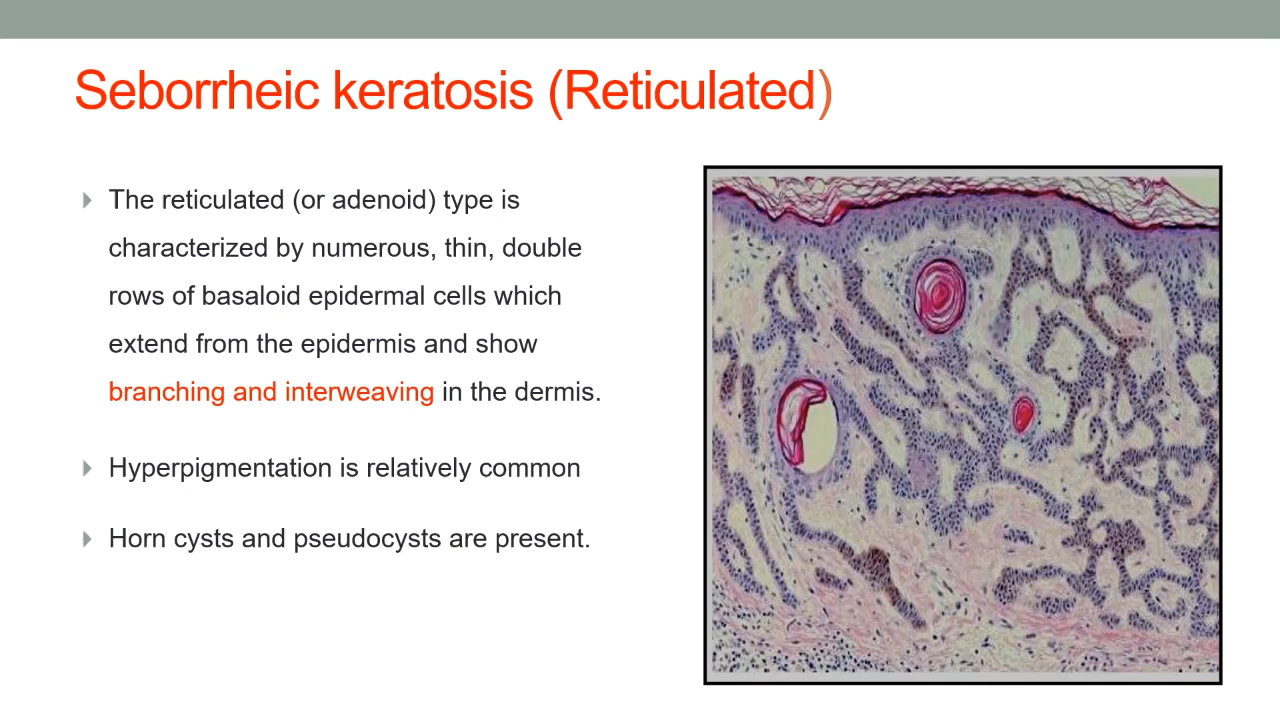 Seborrheic keratosis (Reticulated)
The reticulated (or adenoid) type is
characterized by numerous, thin, double
rows of basaloid epidermal cells which
extend from the epidermis and show
branching and interweaving in the dermis.
Hyperpigmentation is relatively common
Horn cysts and pseudocysts are present.